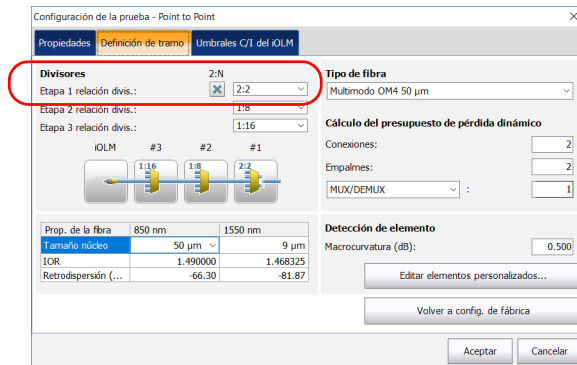 Configuración de la prueba - Point to Point
Propiedades Definición de tramo Umbrales C/I del iOLM
Divisores 2:N
Etapa 1 relación divis.: 2:2
Etapa 2 relación divis.: 1:8
Etapa 3 relación divis.: 1:16
iOLM #3 #2 #1
1:16 1:8 2:2
Prop. de la fibra 850 nm 1550 nm
Tamaño núcleo 50 µm 9 µm
IOR 1.490000 1.468325
Retrodispersión (... -66.30 -81.87
Tipo de fibra
Multimodo OM4 50 µm
Cálculo del presupuesto de pérdida dinámico
Conexiones: 2
Empalmes: 2
MUX/DEMUX : 1
Detección de elemento
Macrocurvatura (dB): 0.500
Editar elementos personalizados...
Volver a config. de fábrica
Aceptar Cancelar